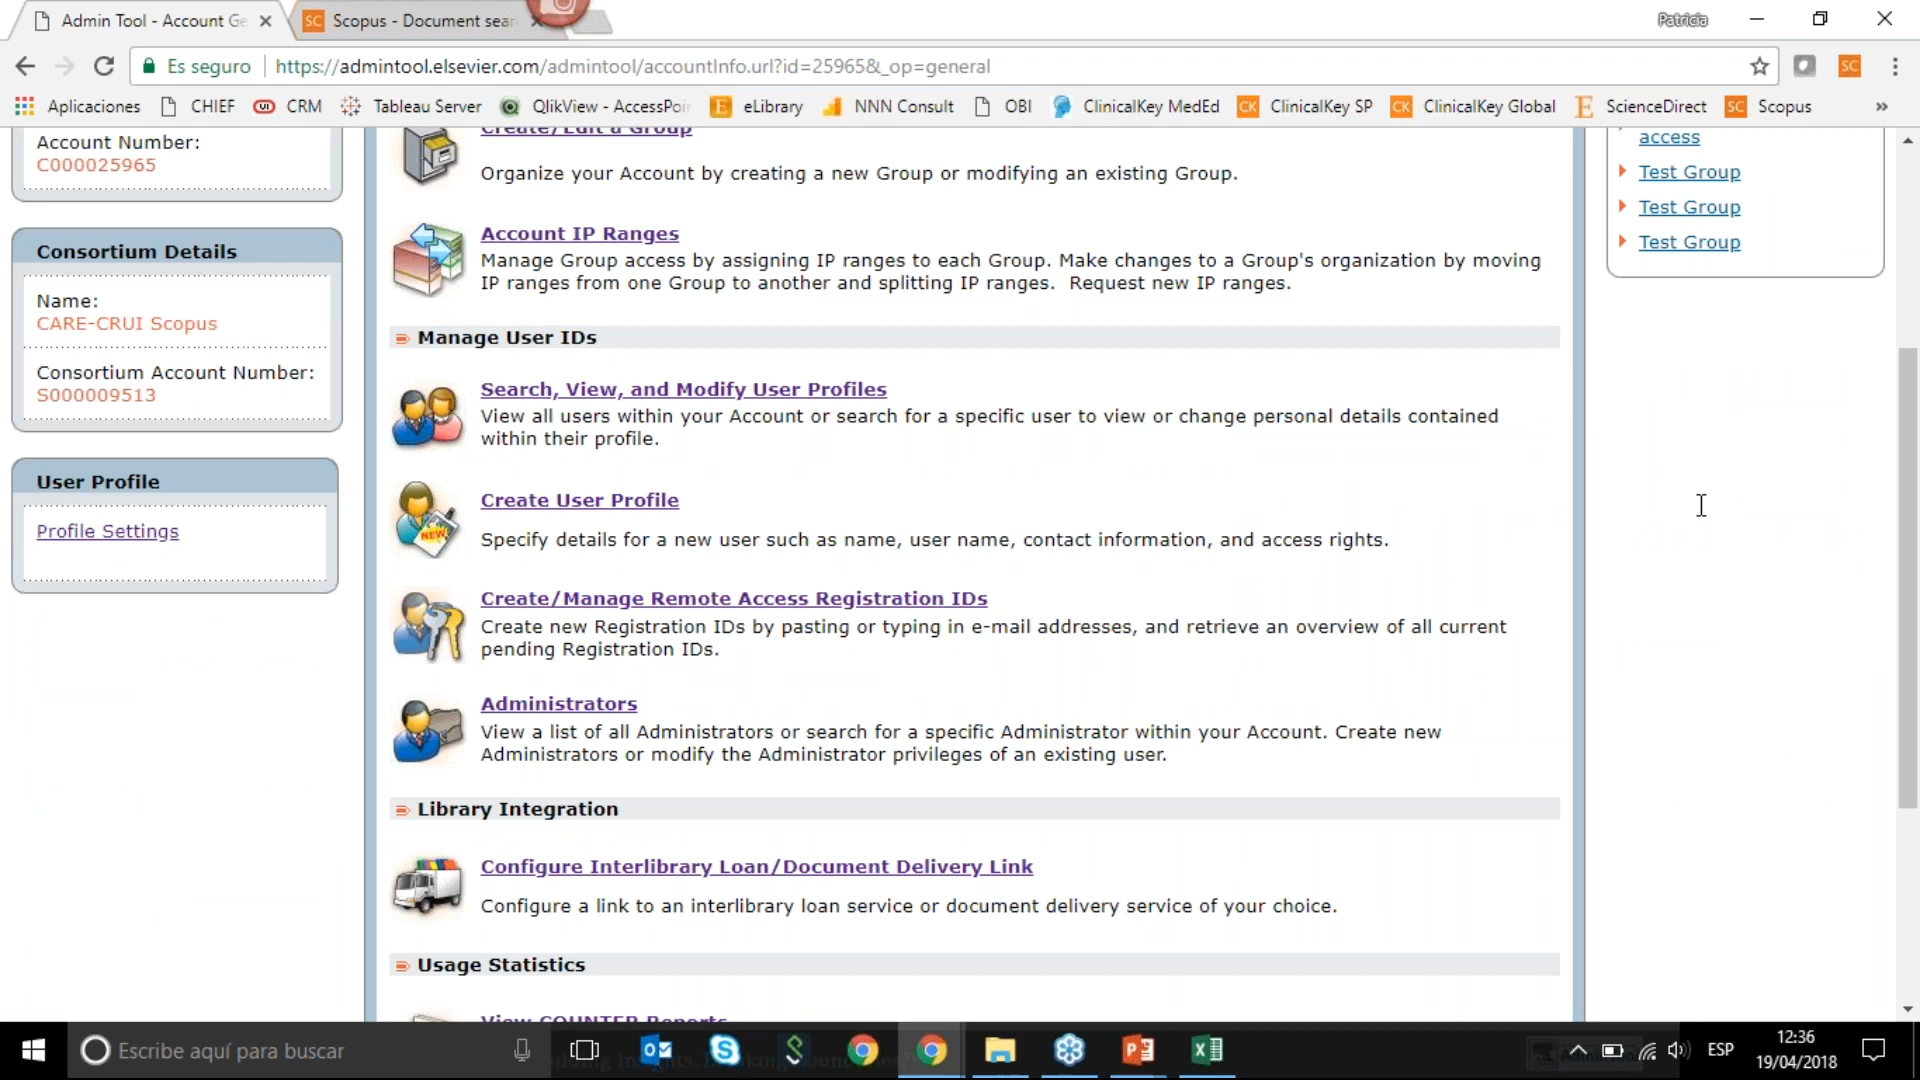 Admin Tool - Account Ge
Scopus - Document sear
Patricia
Es seguro
https://admintool.elsevier.com/admintool/accountInfo.url?id=25965&_op=general
Aplicaciones
CHIEF
CRM
Tableau Server
QlikView - AccessPoin
eLibrary
NNN Consult
OBI
ClinicalKey MedEd
ClinicalKey SP
ClinicalKey Global
ScienceDirect
Scopus
Account Number:
C000025965
Consortium Details
Name:
CARE-CRUI Scopus
Consortium Account Number:
S000009513
User Profile
Profile Settings
Create/Edit a Group
Organize your Account by creating a new Group or modifying an existing Group.
Account IP Ranges
Manage Group access by assigning IP ranges to each Group. Make changes to a Group's organization by moving
IP ranges from one Group to another and splitting IP ranges.  Request new IP ranges.
Manage User IDs
Search, View, and Modify User Profiles
View all users within your Account or search for a specific user to view or change personal details contained
within their profile.
Create User Profile
Specify details for a new user such as name, user name, contact information, and access rights.
Create/Manage Remote Access Registration IDs
Create new Registration IDs by pasting or typing in e-mail addresses, and retrieve an overview of all current
pending Registration IDs.
Administrators
View a list of all Administrators or search for a specific Administrator within your Account. Create new
Administrators or modify the Administrator privileges of an existing user.
Library Integration
Configure Interlibrary Loan/Document Delivery Link
Configure a link to an interlibrary loan service or document delivery service of your choice.
Usage Statistics
View COUNTER Reports
access
Test Group
Test Group
Test Group
Escribe aquí para buscar
ESP
12:36
19/04/2018